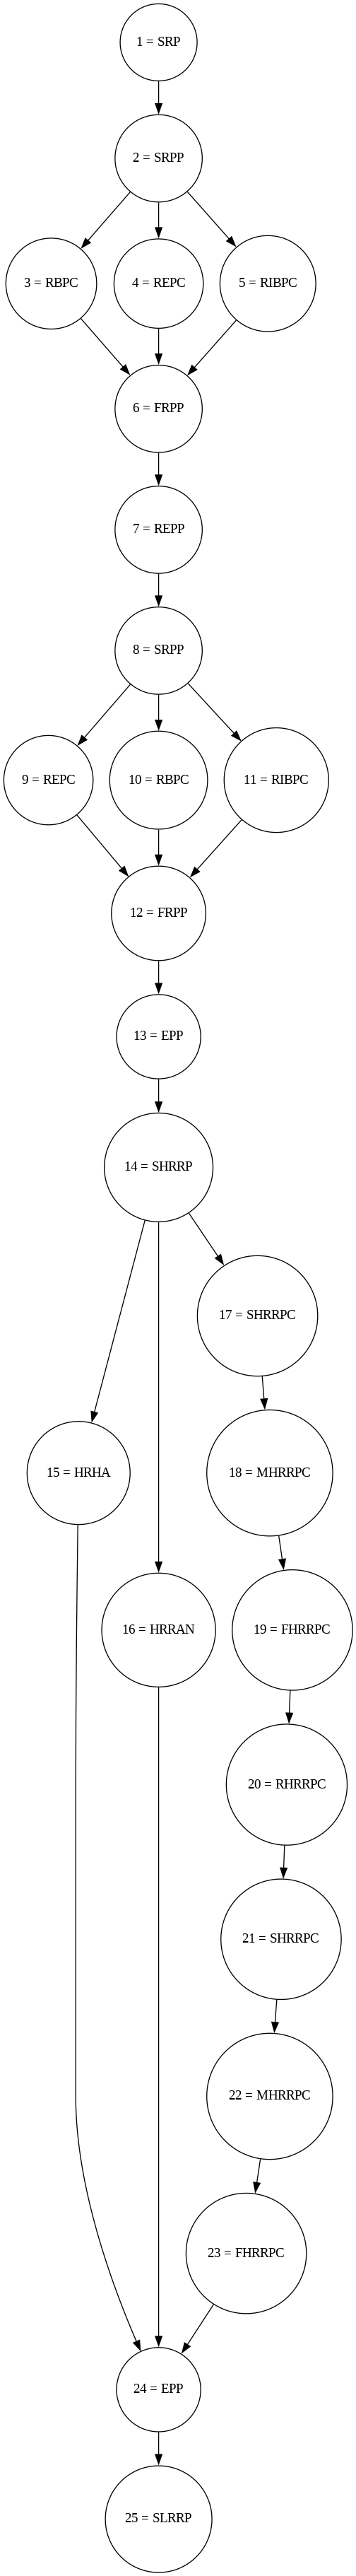 1 = SRP
2 = SRPP
3 = RBPC
4 = REPC
5 = RIBPC
6 = FRPP
7 = REPP
8 = SRPP
9 = REPC
10 = RBPC
11 = RIBPC
12 = FRPP
13 = EPP
14 = SHRRP
17 = SHRRPC
15 = HRHA
18 = MHRRPC
16 = HRRAN
19 = FHRRPC
20 = RHRRPC
21 = SHRRPC
22 = MHRRPC
23 = FHRRPC
24 = EPP
25 = SLRRP